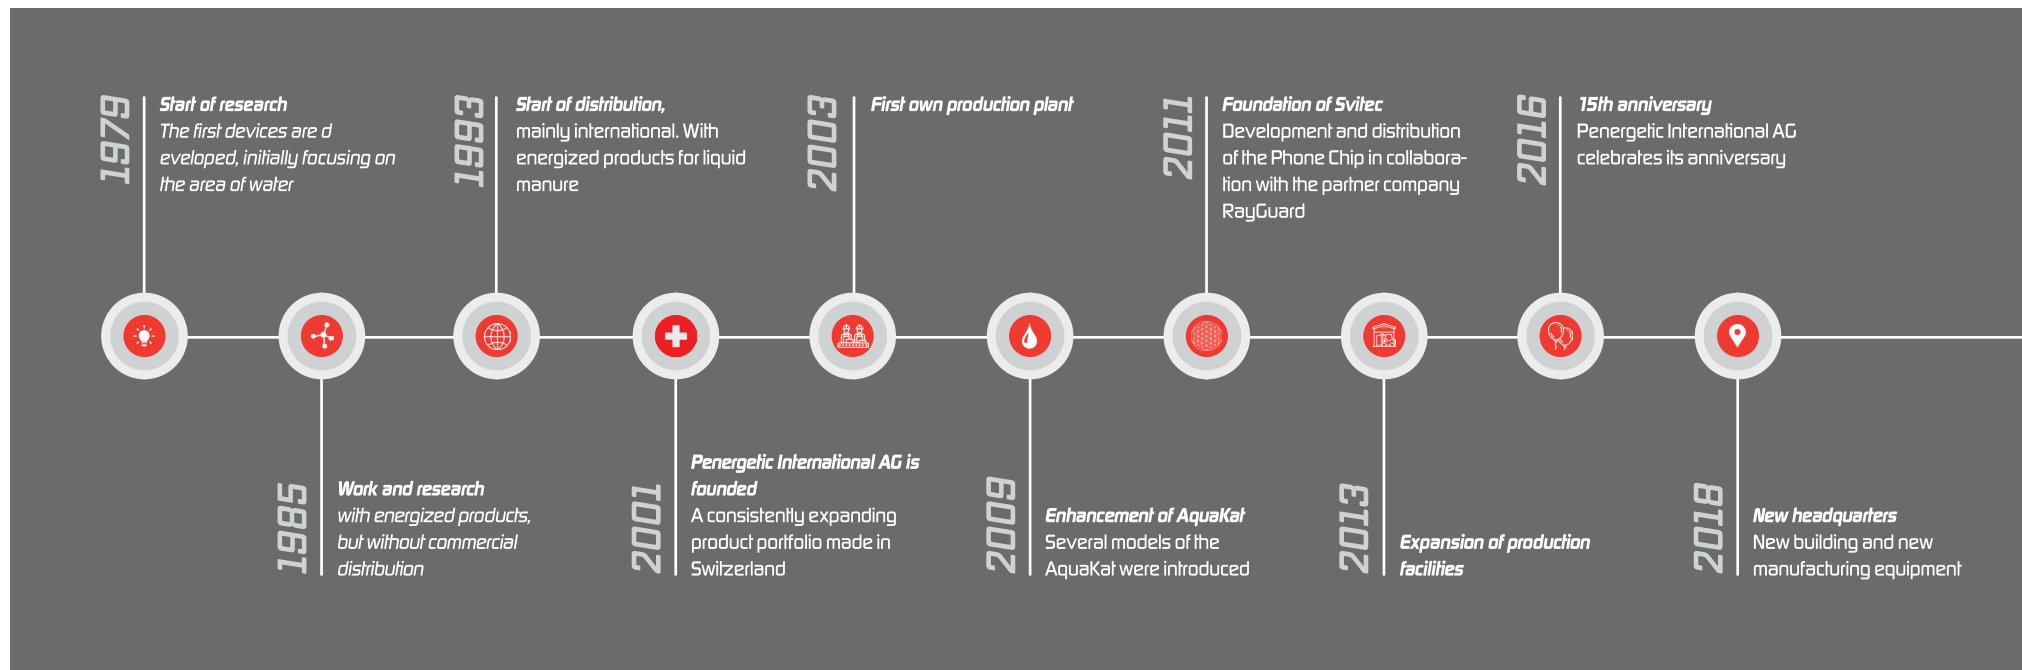 1979
Start of research
The first devices are d
eveloped, initially focusing on
the area of water
1985
Work and research
with energized products,
but without commercial
distribution
1993
Start of distribution,
mainly international. With
energized products for liquid
manure
2001
Penergetic International AG is
founded
A consistently expanding
product portfolio made in
Switzerland
2003
First own production plant
2009
Enhancement of AquaKat
Several models of the
AquaKat were introduced
2011
Foundation of Svitec
Development and distribution
of the Phone Chip in collabora-
tion with the partner company
RayGuard
2013
Expansion of production
facilities
2016
15th anniversary
Penergetic International AG
celebrates its anniversary
2018
New headquarters
New building and new
manufacturing equipment